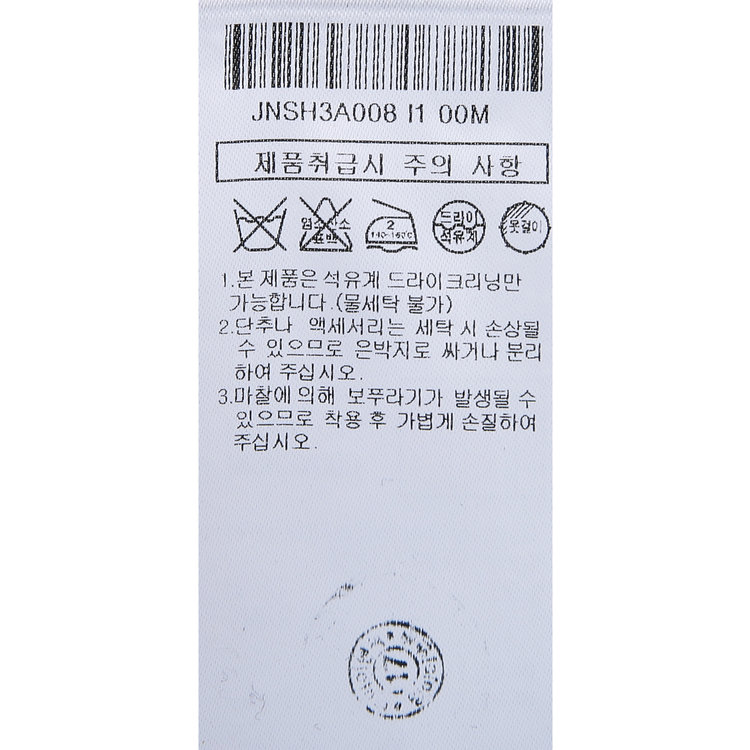 JNSH3A008 I1 00M
제품취급시 주의 사항
염소산소
표백
2
140~160℃
드라이
석유계
옷걸이
1.본 제품은 석유계 드라이크리닝만
가능합니다.(물세탁 불가)
2.단추나 액세서리는 세탁 시 손상될
수 있으므로 은박지로 싸거나 분리
하여 주십시오.
3.마찰에 의해 보푸라기가 발생될 수
있으므로 착용 후 가볍게 손질하여
주십시오.